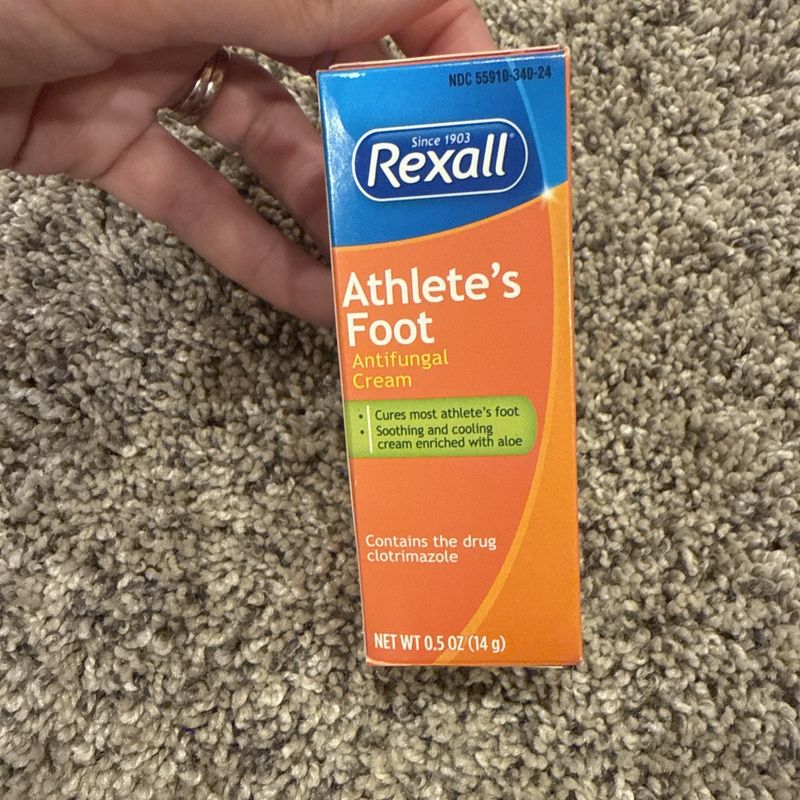 NDC 55910-340-24
Since 1903
Rexall®
Athlete's
Foot
Antifungal
Cream
• Cures most athlete's foot
• Soothing and cooling
cream enriched with aloe
Contains the drug
clotrimazole
NET WT 0.5 OZ (14 g)